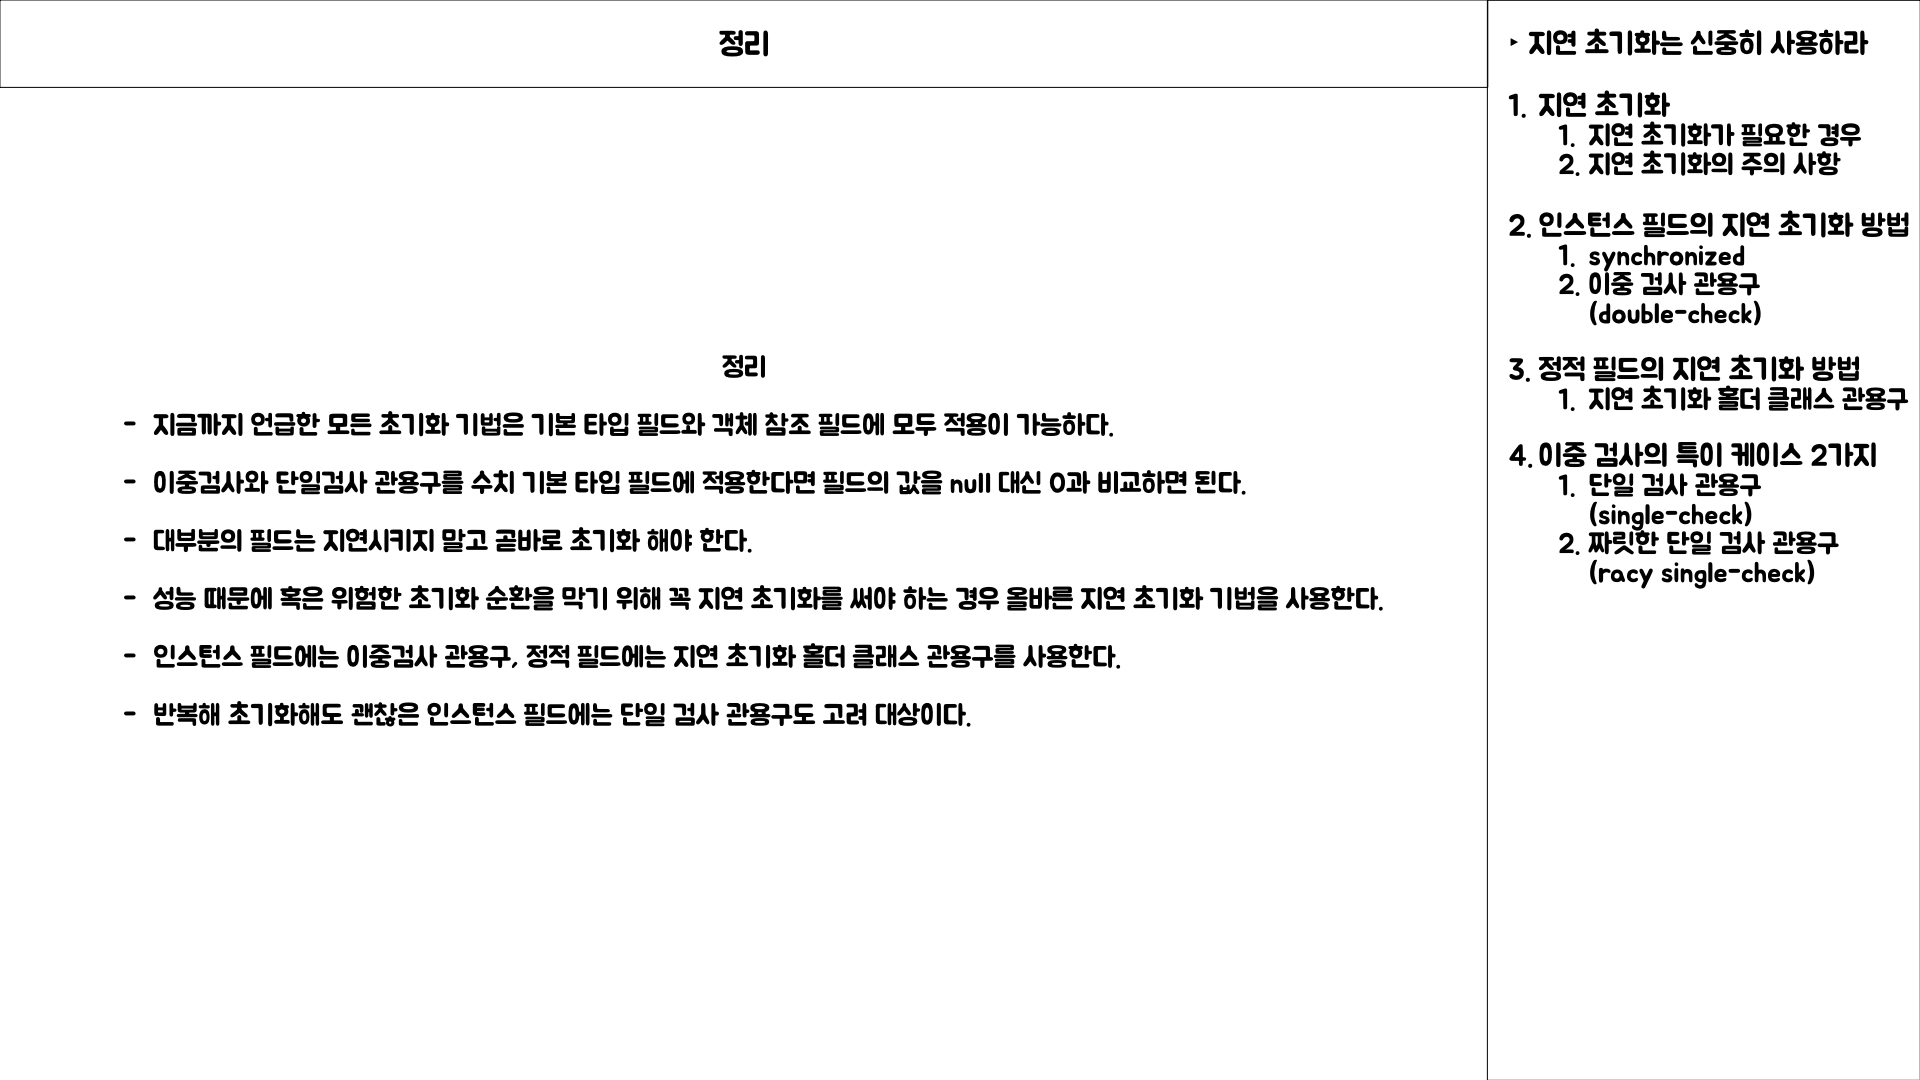 정리
정리
- 지금까지 언급한 모든 초기화 기법은 기본 타입 필드와 객체 참조 필드에 모두 적용이 가능하다.
- 이중검사와 단일검사 관용구를 수치 기본 타입 필드에 적용한다면 필드의 값을 null 대신 0과 비교하면 된다.
- 대부분의 필드는 지연시키지 말고 곧바로 초기화 해야 한다.
- 성능 때문에 혹은 위험한 초기화 순환을 막기 위해 꼭 지연 초기화를 써야 하는 경우 올바른 지연 초기화 기법을 사용한다.
- 인스턴스 필드에는 이중검사 관용구, 정적 필드에는 지연 초기화 홀더 클래스 관용구를 사용한다.
- 반복해 초기화해도 괜찮은 인스턴스 필드에는 단일 검사 관용구도 고려 대상이다.
‣ 지연 초기화는 신중히 사용하라
1. 지연 초기화
1. 지연 초기화가 필요한 경우
2. 지연 초기화의 주의 사항
2. 인스턴스 필드의 지연 초기화 방법
1. synchronized
2. 이중 검사 관용구
(double-check)
3. 정적 필드의 지연 초기화 방법
1. 지연 초기화 홀더 클래스 관용구
4. 이중 검사의 특이 케이스 2가지
1. 단일 검사 관용구
(single-check)
2. 짜릿한 단일 검사 관용구
(racy single-check)